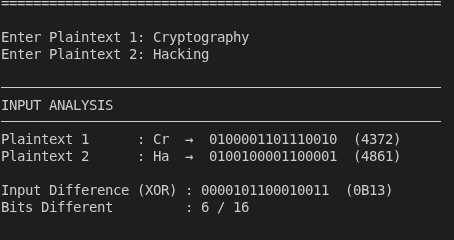 =======================================================
Enter Plaintext 1: Cryptography
Enter Plaintext 2: Hacking
───────────────────────────────────────────────────────
INPUT ANALYSIS
───────────────────────────────────────────────────────
Plaintext 1      : Cr  →  0100001101110010  (4372)
Plaintext 2      : Ha  →  0100100001100001  (4861)
Input Difference (XOR) : 0000101100010011  (0B13)
Bits Different         : 6 / 16